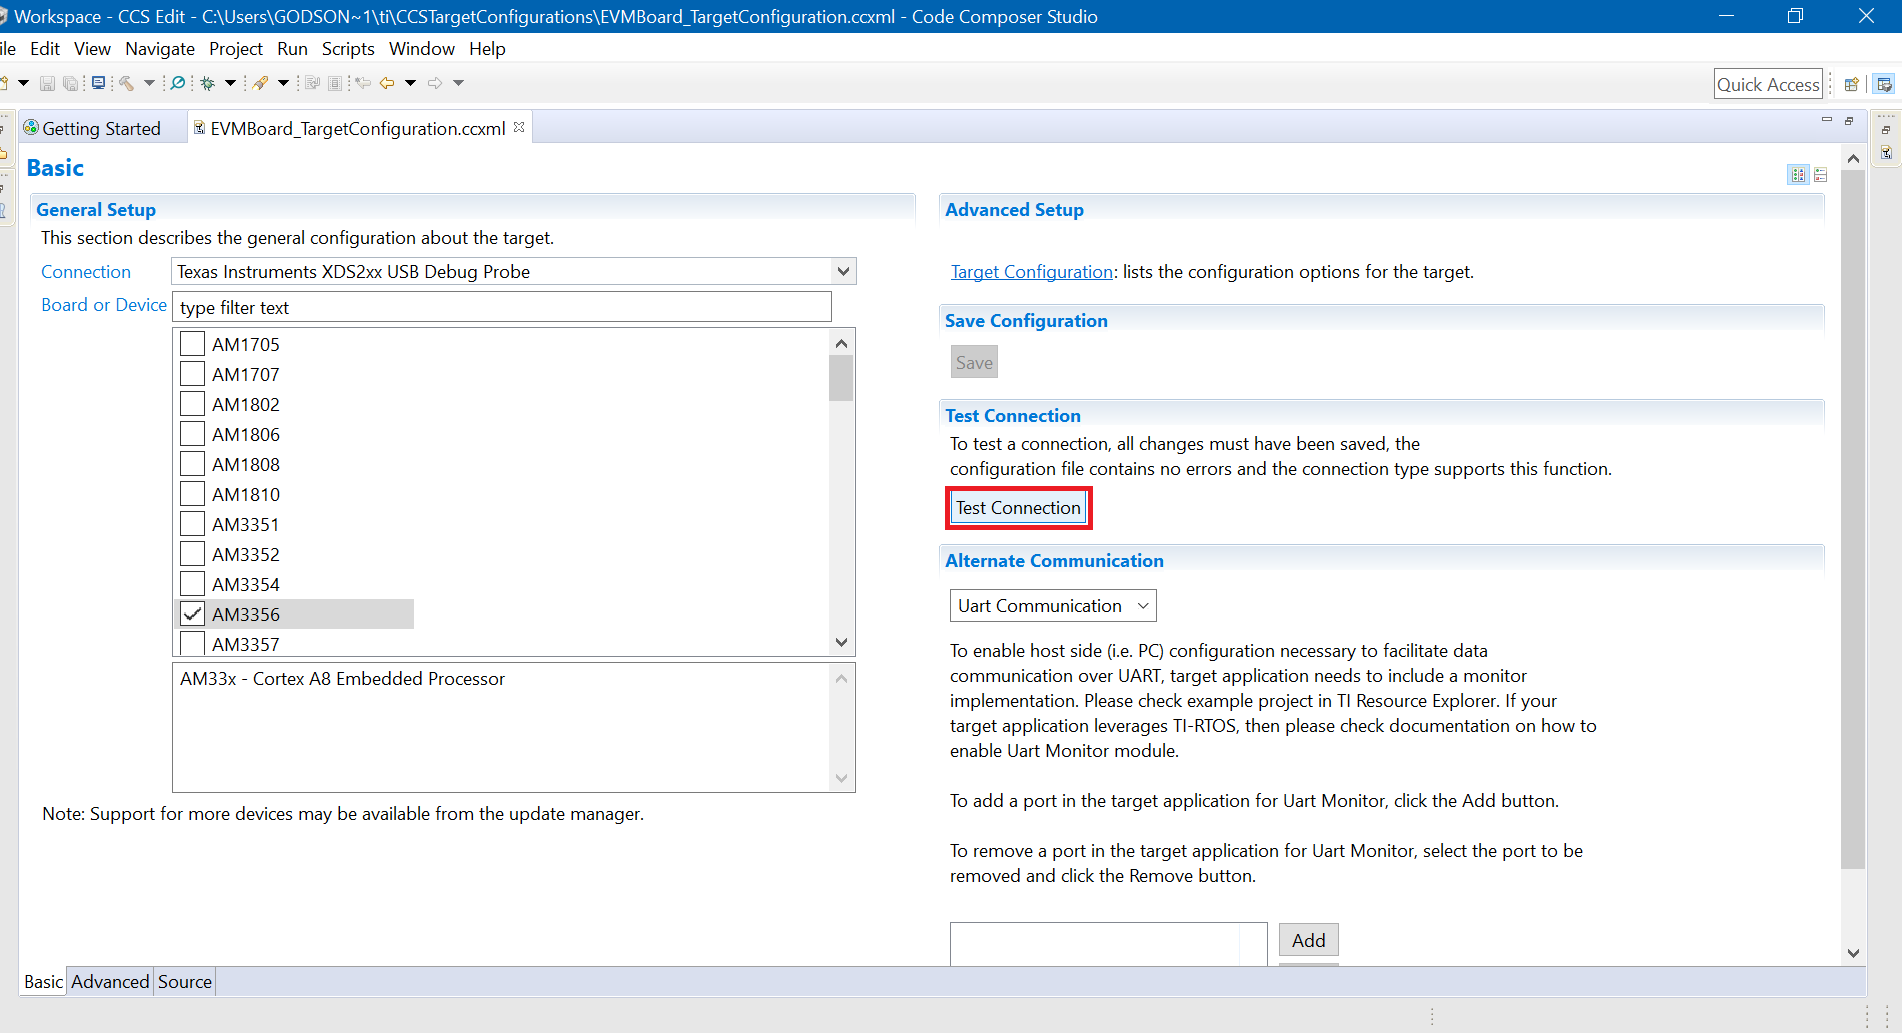 Workspace - CCS Edit - C:\Users\GODSON~1\ti\CCSTargetConfigurations\EVMBoard_TargetConfiguration.ccxml - Code Composer Studio
ile Edit View Navigate Project Run Scripts Window Help
Quick Access
Getting Started
EVMBoard_TargetConfiguration.ccxml
Basic
General Setup
This section describes the general configuration about the target.
Connection
Texas Instruments XDS2xx USB Debug Probe
Board or Device
type filter text
AM1705
AM1707
AM1802
AM1806
AM1808
AM1810
AM3351
AM3352
AM3354
AM3356
AM3357
AM33x - Cortex A8 Embedded Processor
Note: Support for more devices may be available from the update manager.
Advanced Setup
Target Configuration: lists the configuration options for the target.
Save Configuration
Save
Test Connection
To test a connection, all changes must have been saved, the
configuration file contains no errors and the connection type supports this function.
Test Connection
Alternate Communication
Uart Communication
To enable host side (i.e. PC) configuration necessary to facilitate data
communication over UART, target application needs to include a monitor
implementation. Please check example project in TI Resource Explorer. If your
target application leverages TI-RTOS, then please check documentation on how to
enable Uart Monitor module.
To add a port in the target application for Uart Monitor, click the Add button.
To remove a port in the target application for Uart Monitor, select the port to be
removed and click the Remove button.
Add
Basic Advanced Source